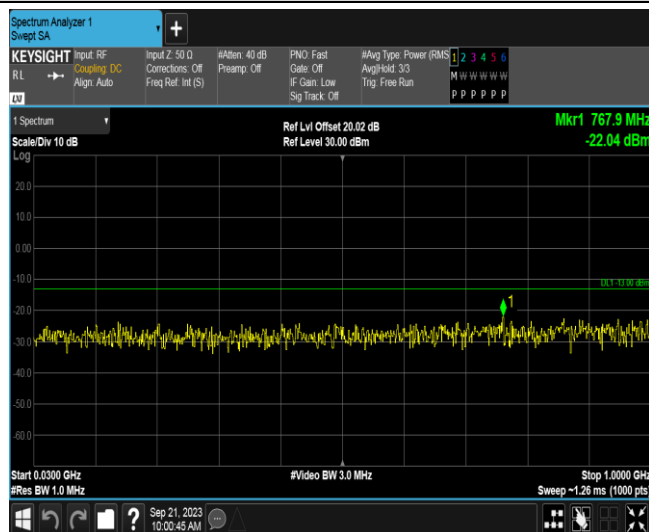 Spectrum Analyzer 1
Swept SA
+
KEYSIGHT
RL
LXI
Input: RF
Coupling: DC
Align: Auto
Input Z: 50 Ω
Corrections: Off
Freq Ref: Int (S)
#Atten: 40 dB
Preamp: Off
PNO: Fast
Gate: Off
IF Gain: Low
Sig Track: Off
#Avg Type: Power (RMS
Avg|Hold: 3/3
Trig: Free Run
1 2 3 4 5 6
M W W W W W
P P P P P P
1 Spectrum
Scale/Div 10 dB
Log
Ref Lvl Offset 20.02 dB
Ref Level 30.00 dBm
Mkr1 767.9 MHz
-22.04 dBm
20.0
10.0
0.00
-10.0
DL1 -13.00 dBm
1
-20.0
-30.0
-40.0
-50.0
-60.0
Start 0.0300 GHz
#Res BW 1.0 MHz
#Video BW 3.0 MHz
Stop 1.0000 GHz
Sweep ~1.26 ms (1000 pts)
?
Sep 21, 2023
10:00:45 AM